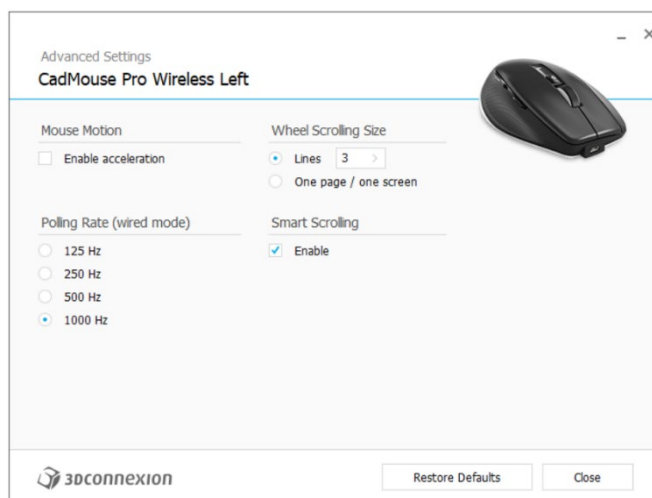 Advanced Settings
CadMouse Pro Wireless Left
Mouse Motion
Enable acceleration
Wheel Scrolling Size
Lines 3
One page / one screen
Polling Rate (wired mode)
125 Hz
250 Hz
500 Hz
1000 Hz
Smart Scrolling
Enable
3Dconnexion
Restore Defaults
Close